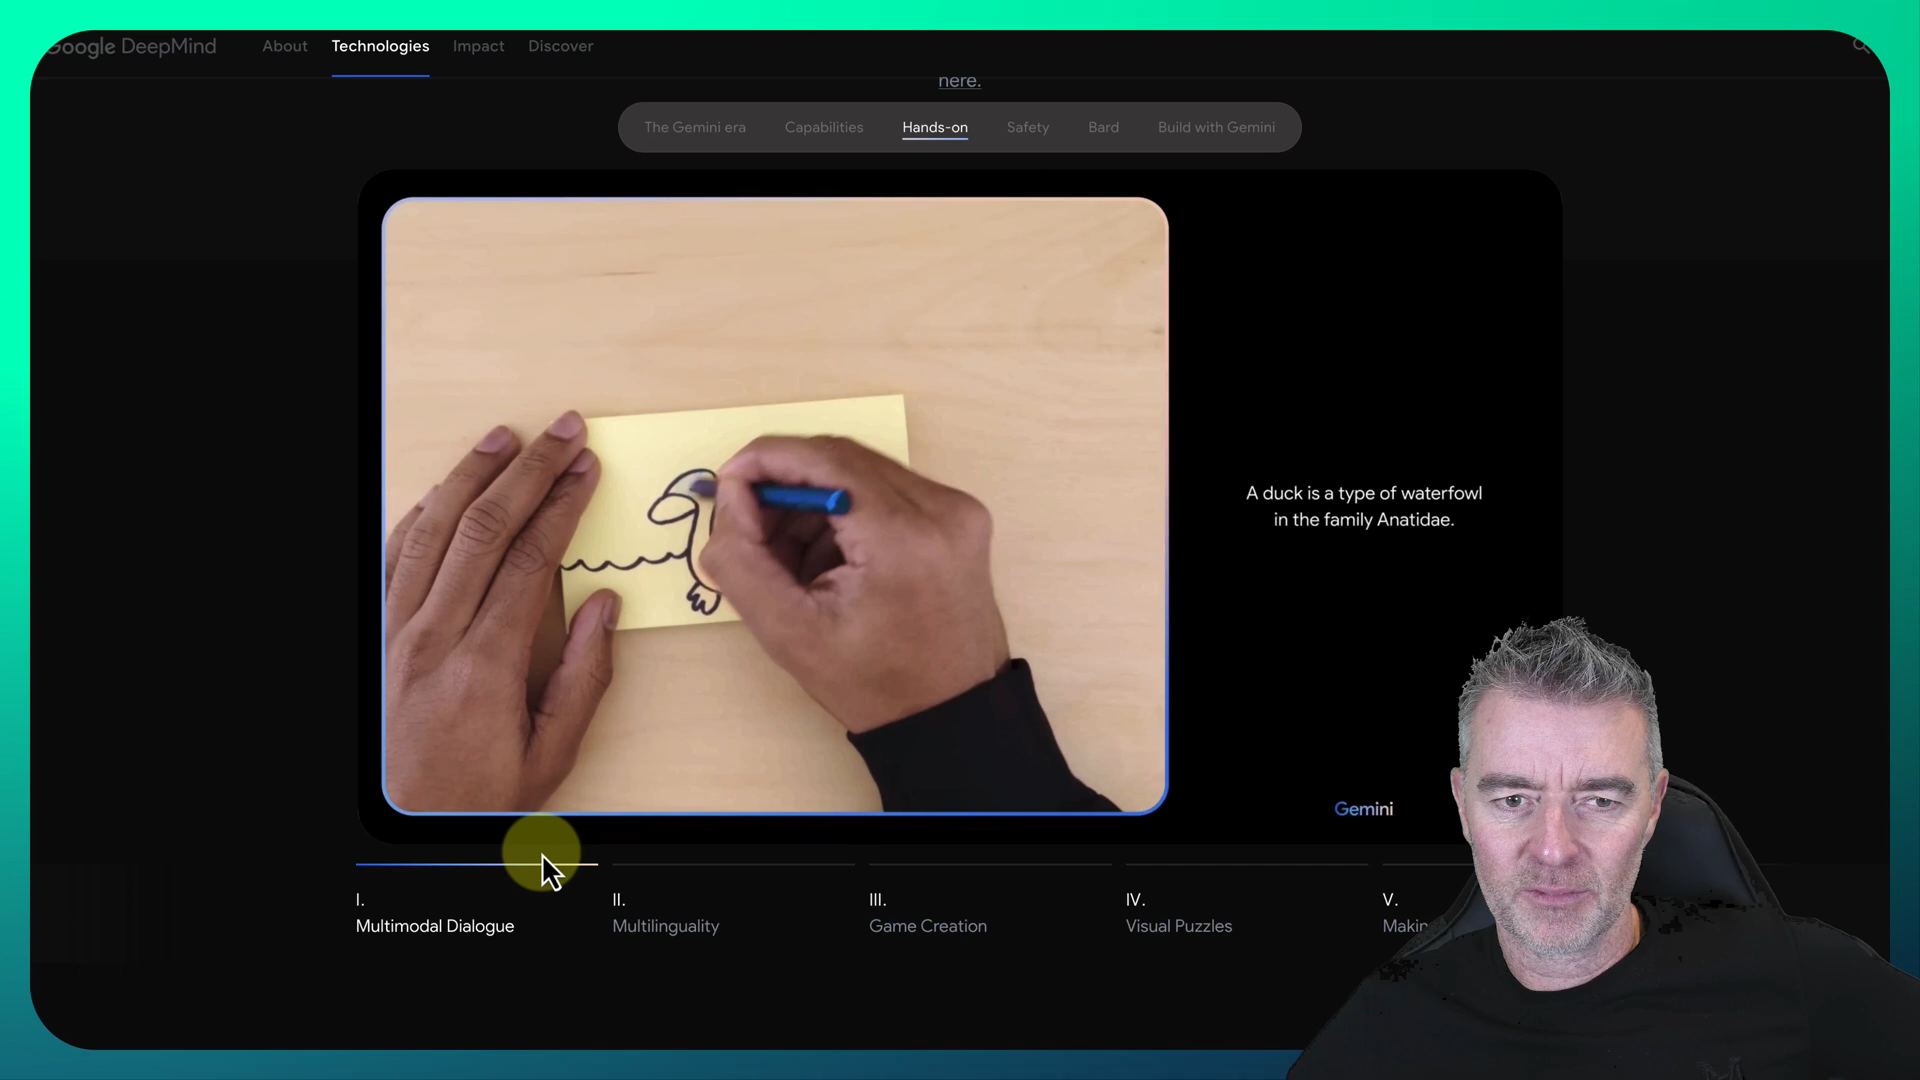 Google DeepMind
About
Technologies
Impact
Discover
here.
The Gemini era
Capabilities
Hands-on
Safety
Bard
Build with Gemini
A duck is a type of waterfowl
in the family Anatidae.
Gemini
I.
Multimodal Dialogue
II.
Multilinguality
III.
Game Creation
IV.
Visual Puzzles
V.